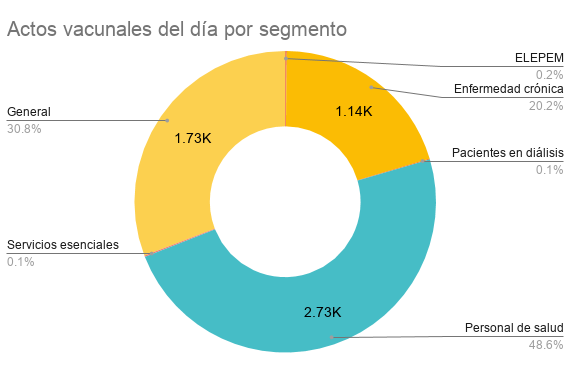 Actos vacunales del día por segmento
ELEPEM
0.2%
Enfermedad crónica
20.2%
General
30.8%
1.14K
1.73K
Pacientes en diálisis
0.1%
Servicios esenciales
0.1%
2.73K
Personal de salud
48.6%